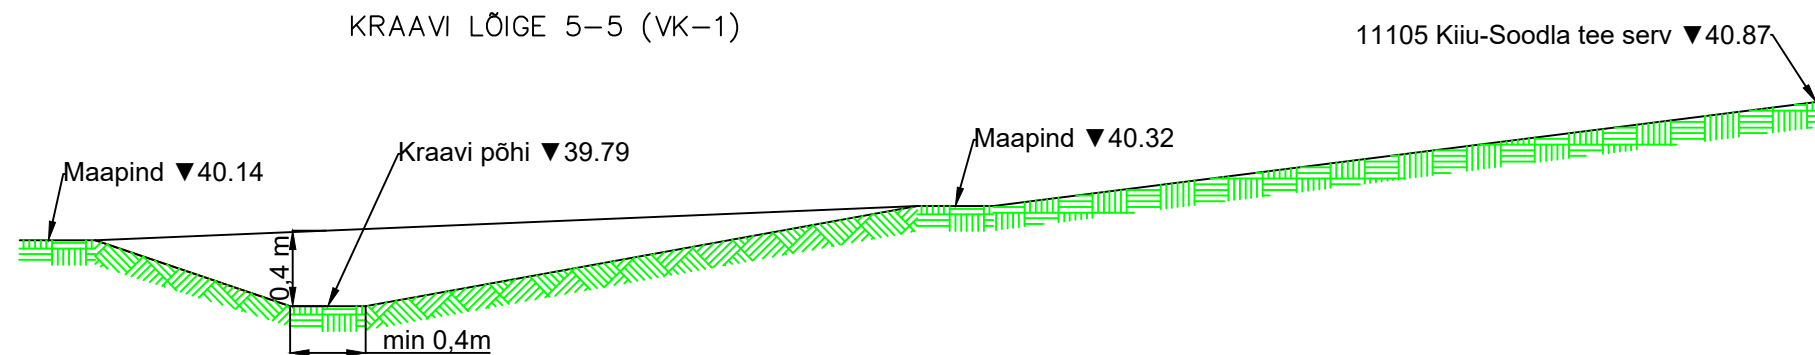 KRAAVI LÕIGE 5-5 (VK-1)
11105 Kiiu-Soodla tee serv ▼40.87
Maapind ▼40.14
Kraavi põhi ▼39.79
Maapind ▼40.32
0,4 m
min 0,4m